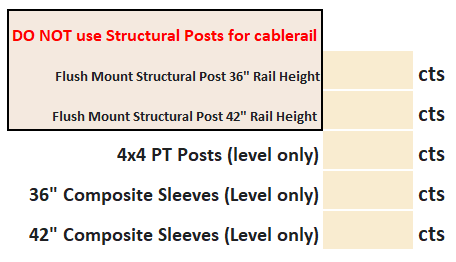 DO NOT use Structural Posts for cablerail
Flush Mount Structural Post 36" Rail Height cts
Flush Mount Structural Post 42" Rail Height cts
4x4 PT Posts (level only) cts
36" Composite Sleeves (Level only) cts
42" Composite Sleeves (Level only) cts